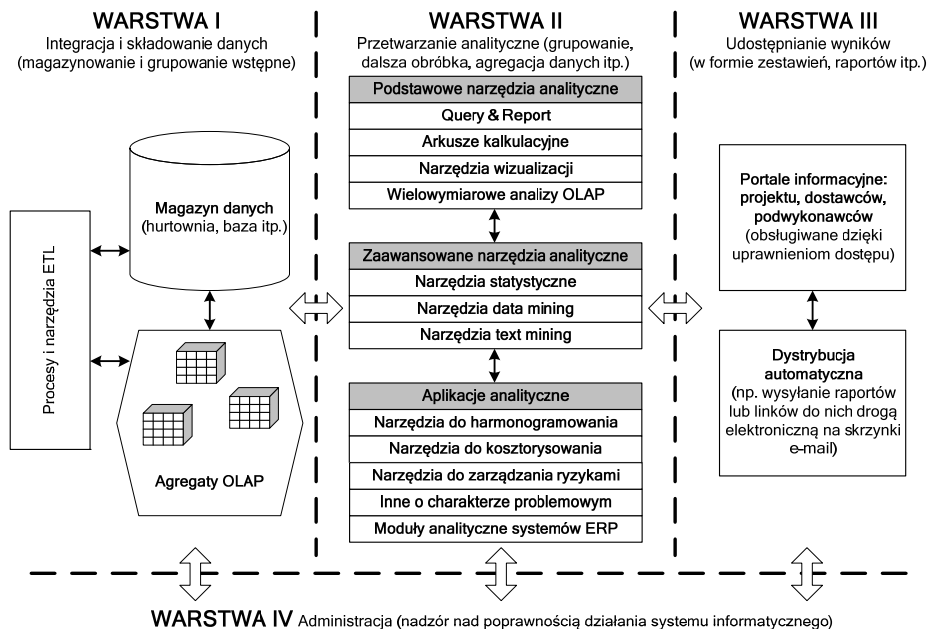 WARSTWA I
Integracja i składowanie danych
(magazynowanie i grupowanie wstępne)
Procesy i narzędzia ETL
Magazyn danych
(hurtownia, baza itp.)
Agregaty OLAP
WARSTWA II
Przetwarzanie analityczne (grupowanie,
dalsza obróbka, agregacja danych itp.)
Podstawowe narzędzia analityczne
Query & Report
Arkusze kalkulacyjne
Narzędzia wizualizacji
Wielowymiarowe analizy OLAP
Zaawansowane narzędzia analityczne
Narzędzia statystyczne
Narzędzia data mining
Narzędzia text mining
Aplikacje analityczne
Narzędzia do harmonogramowania
Narzędzia do kosztorysowania
Narzędzia do zarządzania ryzykami
Inne o charakterze problemowym
Moduły analityczne systemów ERP
WARSTWA III
Udostępnianie wyników
(w formie zestawień, raportów itp.)
Portale informacyjne:
projektu, dostawców,
podwykonawców
(obsługiwane dzięki
uprawnieniom dostępu)
Dystrybucja
automatyczna
(np. wysyłanie raportów
lub linków do nich drogą
elektroniczną na skrzynki
e-mail)
WARSTWA IV Administracja (nadzór nad poprawnością działania systemu informatycznego)